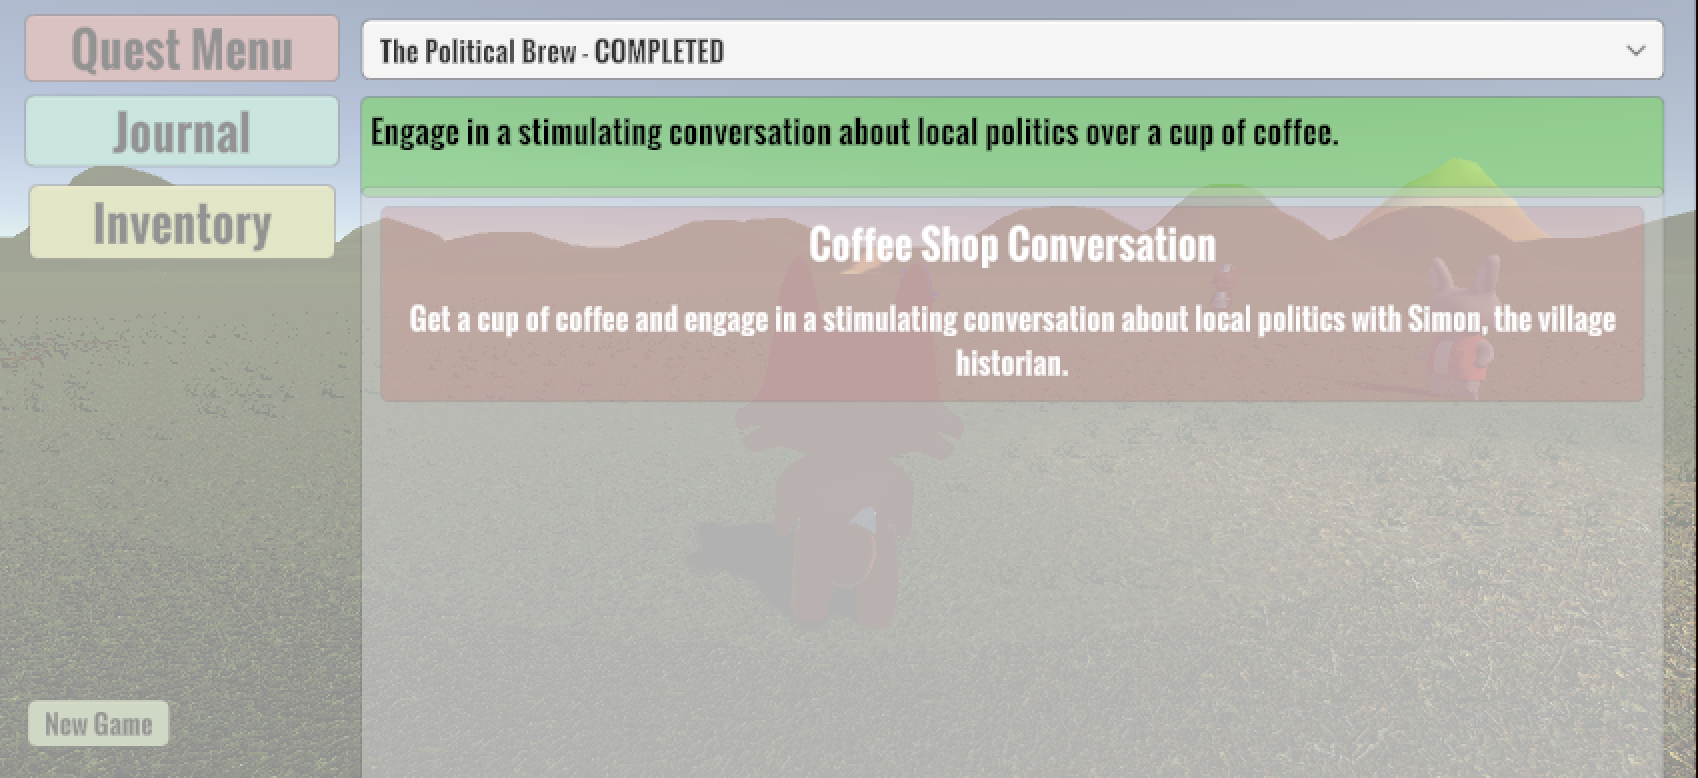 Quest Menu
The Political Brew - COMPLETED
Journal
Engage in a stimulating conversation about local politics over a cup of coffee.
Inventory
Coffee Shop Conversation
Get a cup of coffee and engage in a stimulating conversation about local politics with Simon, the village
historian.
New Game